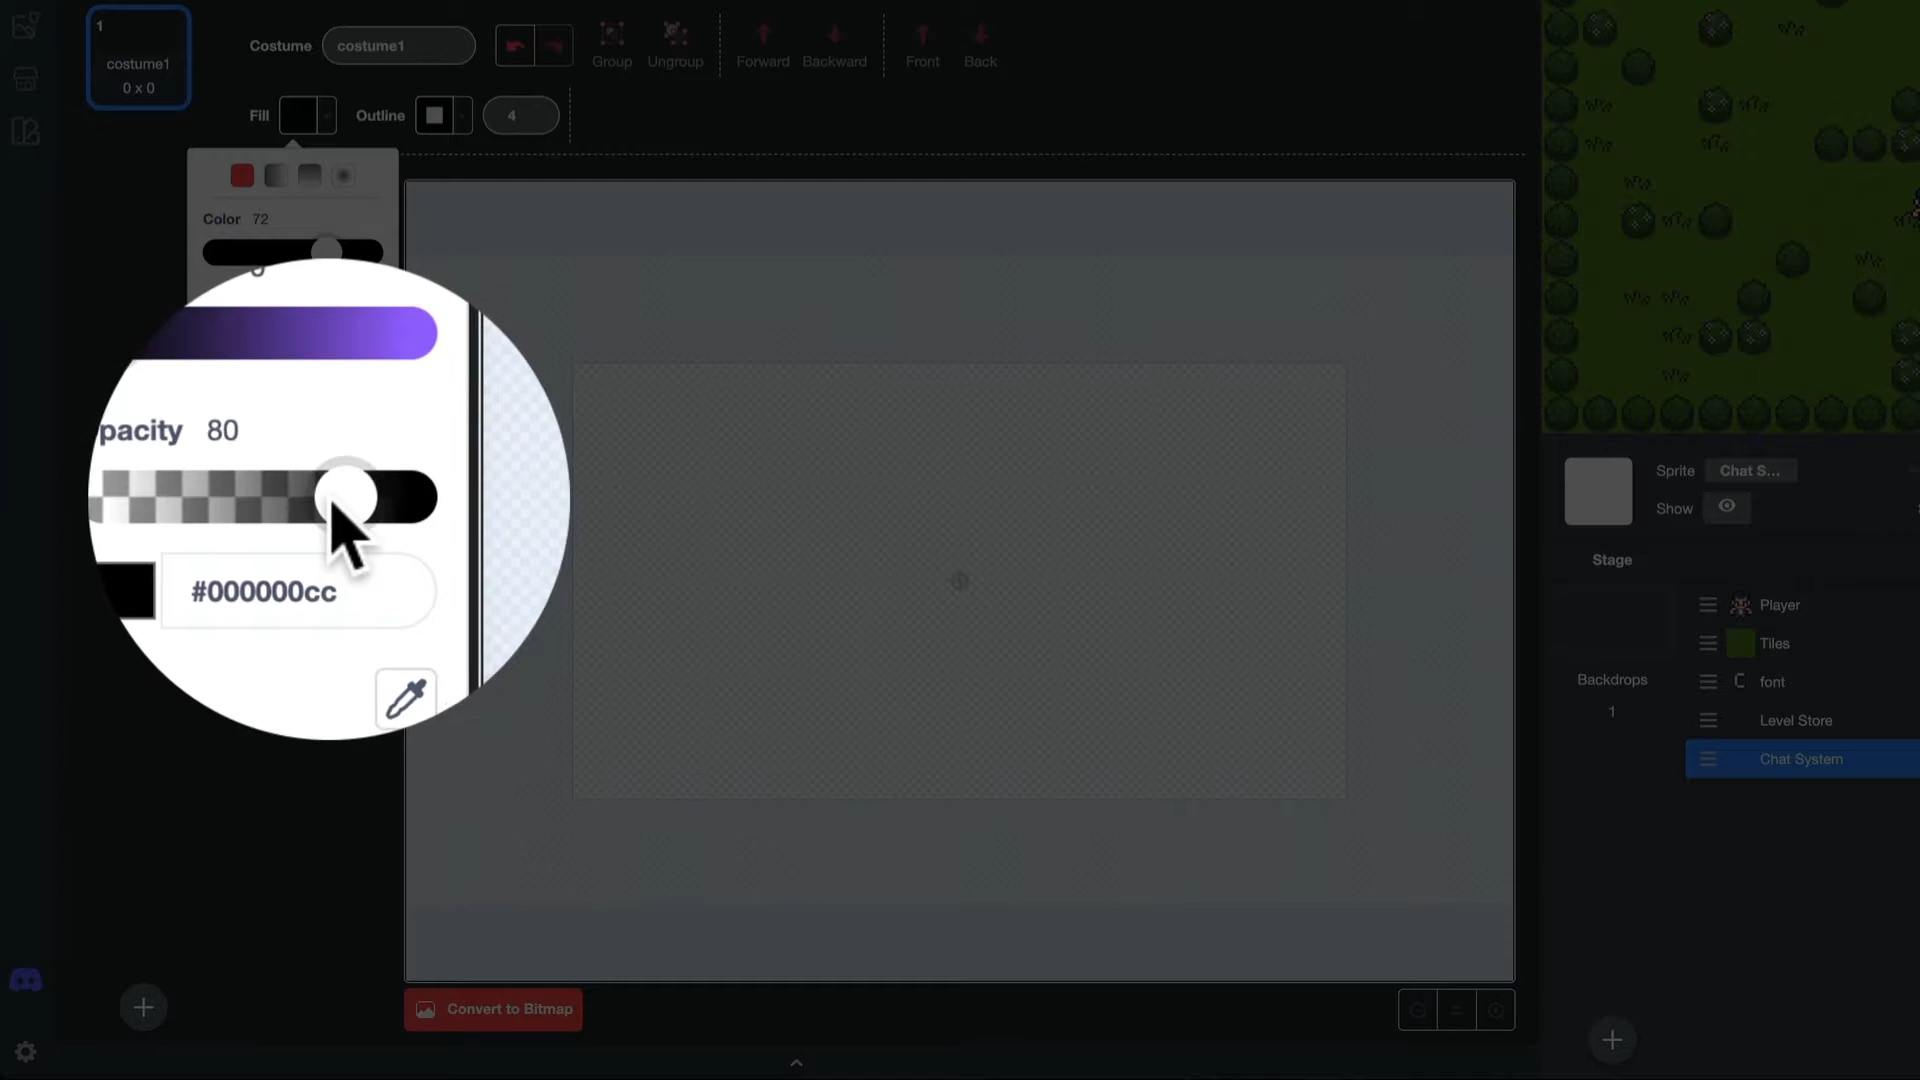 1
costume1
0 x 0
Costume
costume1
Group
Ungroup
Forward
Backward
Front
Back
Fill
Outline
4
Color 72
pacity 80
#000000cc
Convert to Bitmap
Sprite
Chat S...
Show
Stage
Backdrops
1
Player
Tiles
font
Level Store
Chat System